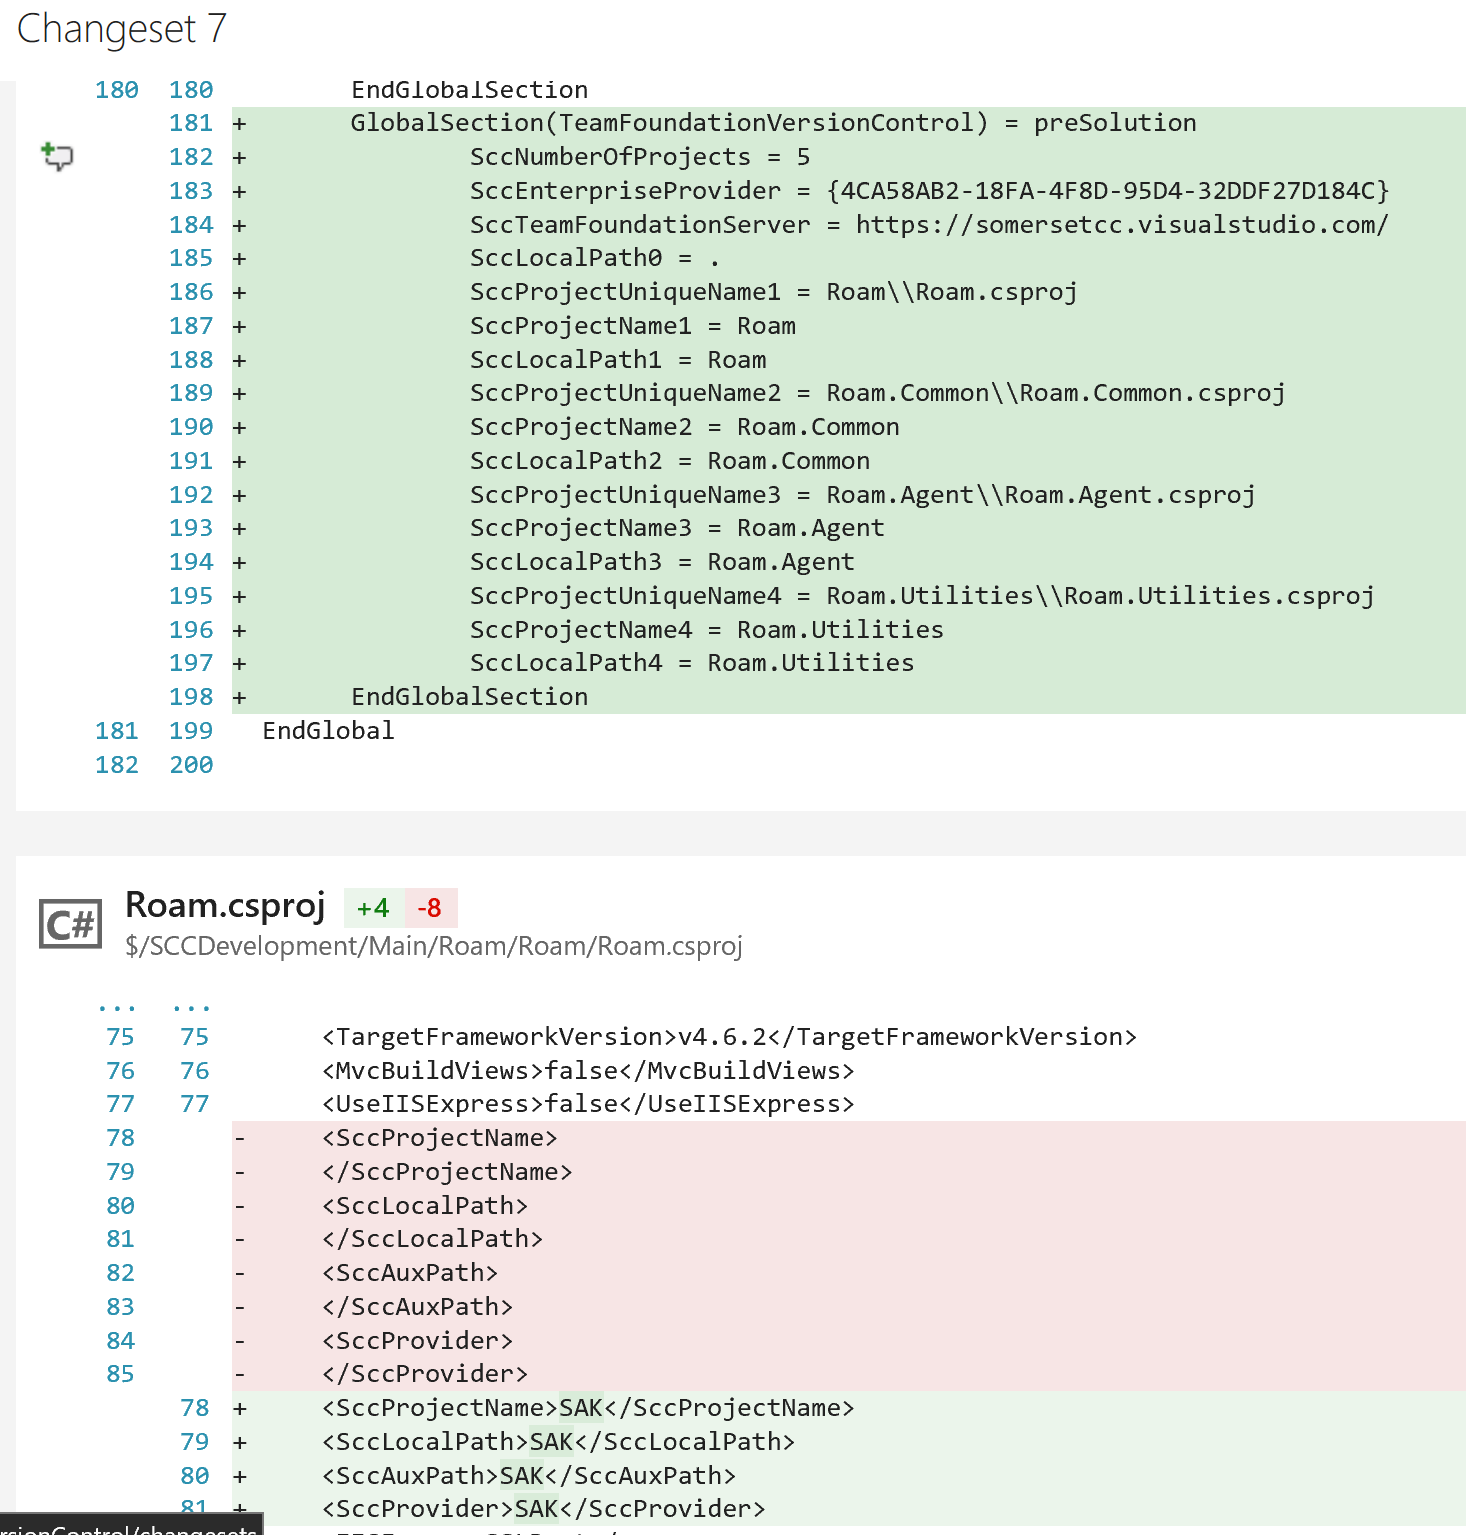 Changeset 7
180 180 EndGlobalSection
181 + GlobalSection(TeamFoundationVersionControl) = preSolution
182 + SccNumberOfProjects = 5
183 + SccEnterpriseProvider = {4CA58AB2-18FA-4F8D-95D4-32DDF27D184C}
184 + SccTeamFoundationServer = https://somersetcc.visualstudio.com/
185 + SccLocalPath0 = .
186 + SccProjectUniqueName1 = Roam\\Roam.csproj
187 + SccProjectName1 = Roam
188 + SccLocalPath1 = Roam
189 + SccProjectUniqueName2 = Roam.Common\\Roam.Common.csproj
190 + SccProjectName2 = Roam.Common
191 + SccLocalPath2 = Roam.Common
192 + SccProjectUniqueName3 = Roam.Agent\\Roam.Agent.csproj
193 + SccProjectName3 = Roam.Agent
194 + SccLocalPath3 = Roam.Agent
195 + SccProjectUniqueName4 = Roam.Utilities\\Roam.Utilities.csproj
196 + SccProjectName4 = Roam.Utilities
197 + SccLocalPath4 = Roam.Utilities
198 + EndGlobalSection
181 199 EndGlobal
182 200
C# Roam.csproj +4 -8
$/SCCDevelopment/Main/Roam/Roam/Roam.csproj
... ...
75 75 <TargetFrameworkVersion>v4.6.2</TargetFrameworkVersion>
76 76 <MvcBuildViews>false</MvcBuildViews>
77 77 <UseIISExpress>false</UseIISExpress>
78 - <SccProjectName>
79 - </SccProjectName>
80 - <SccLocalPath>
81 - </SccLocalPath>
82 - <SccAuxPath>
83 - </SccAuxPath>
84 - <SccProvider>
85 - </SccProvider>
78 + <SccProjectName>SAK</SccProjectName>
79 + <SccLocalPath>SAK</SccLocalPath>
80 + <SccAuxPath>SAK</SccAuxPath>
81 + <SccProvider>SAK</SccProvider>
rsionControl/changesets